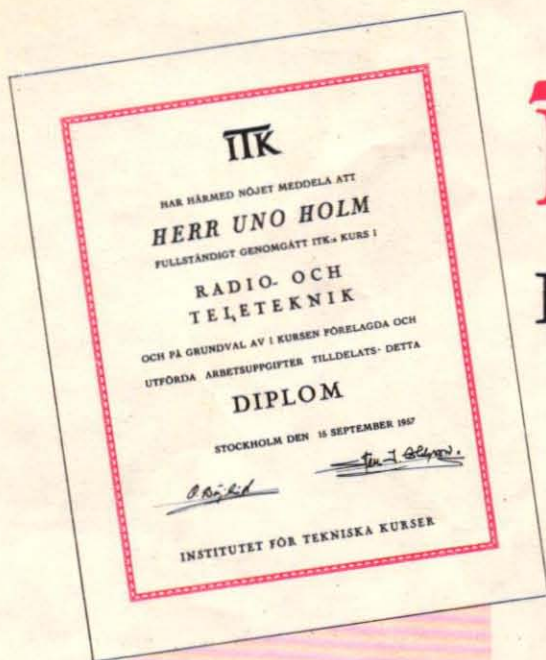 ITK
HAR HÄRMED NÖJET MEDDELA ATT
HERR UNO HOLM
FULLSTÄNDIGT GENOMGÅTT ITK:s KURS I
RADIO- OCH
TELETEKNIK
OCH PÅ GRUNDVAL AV I KURSEN FÖRELAGDA OCH
UTFÖRDA ARBETSUPPGIFTER TILLDELATS DETTA
DIPLOM
STOCKHOLM DEN 15 SEPTEMBER 1957
INSTITUTET FÖR TEKNISKA KURSER